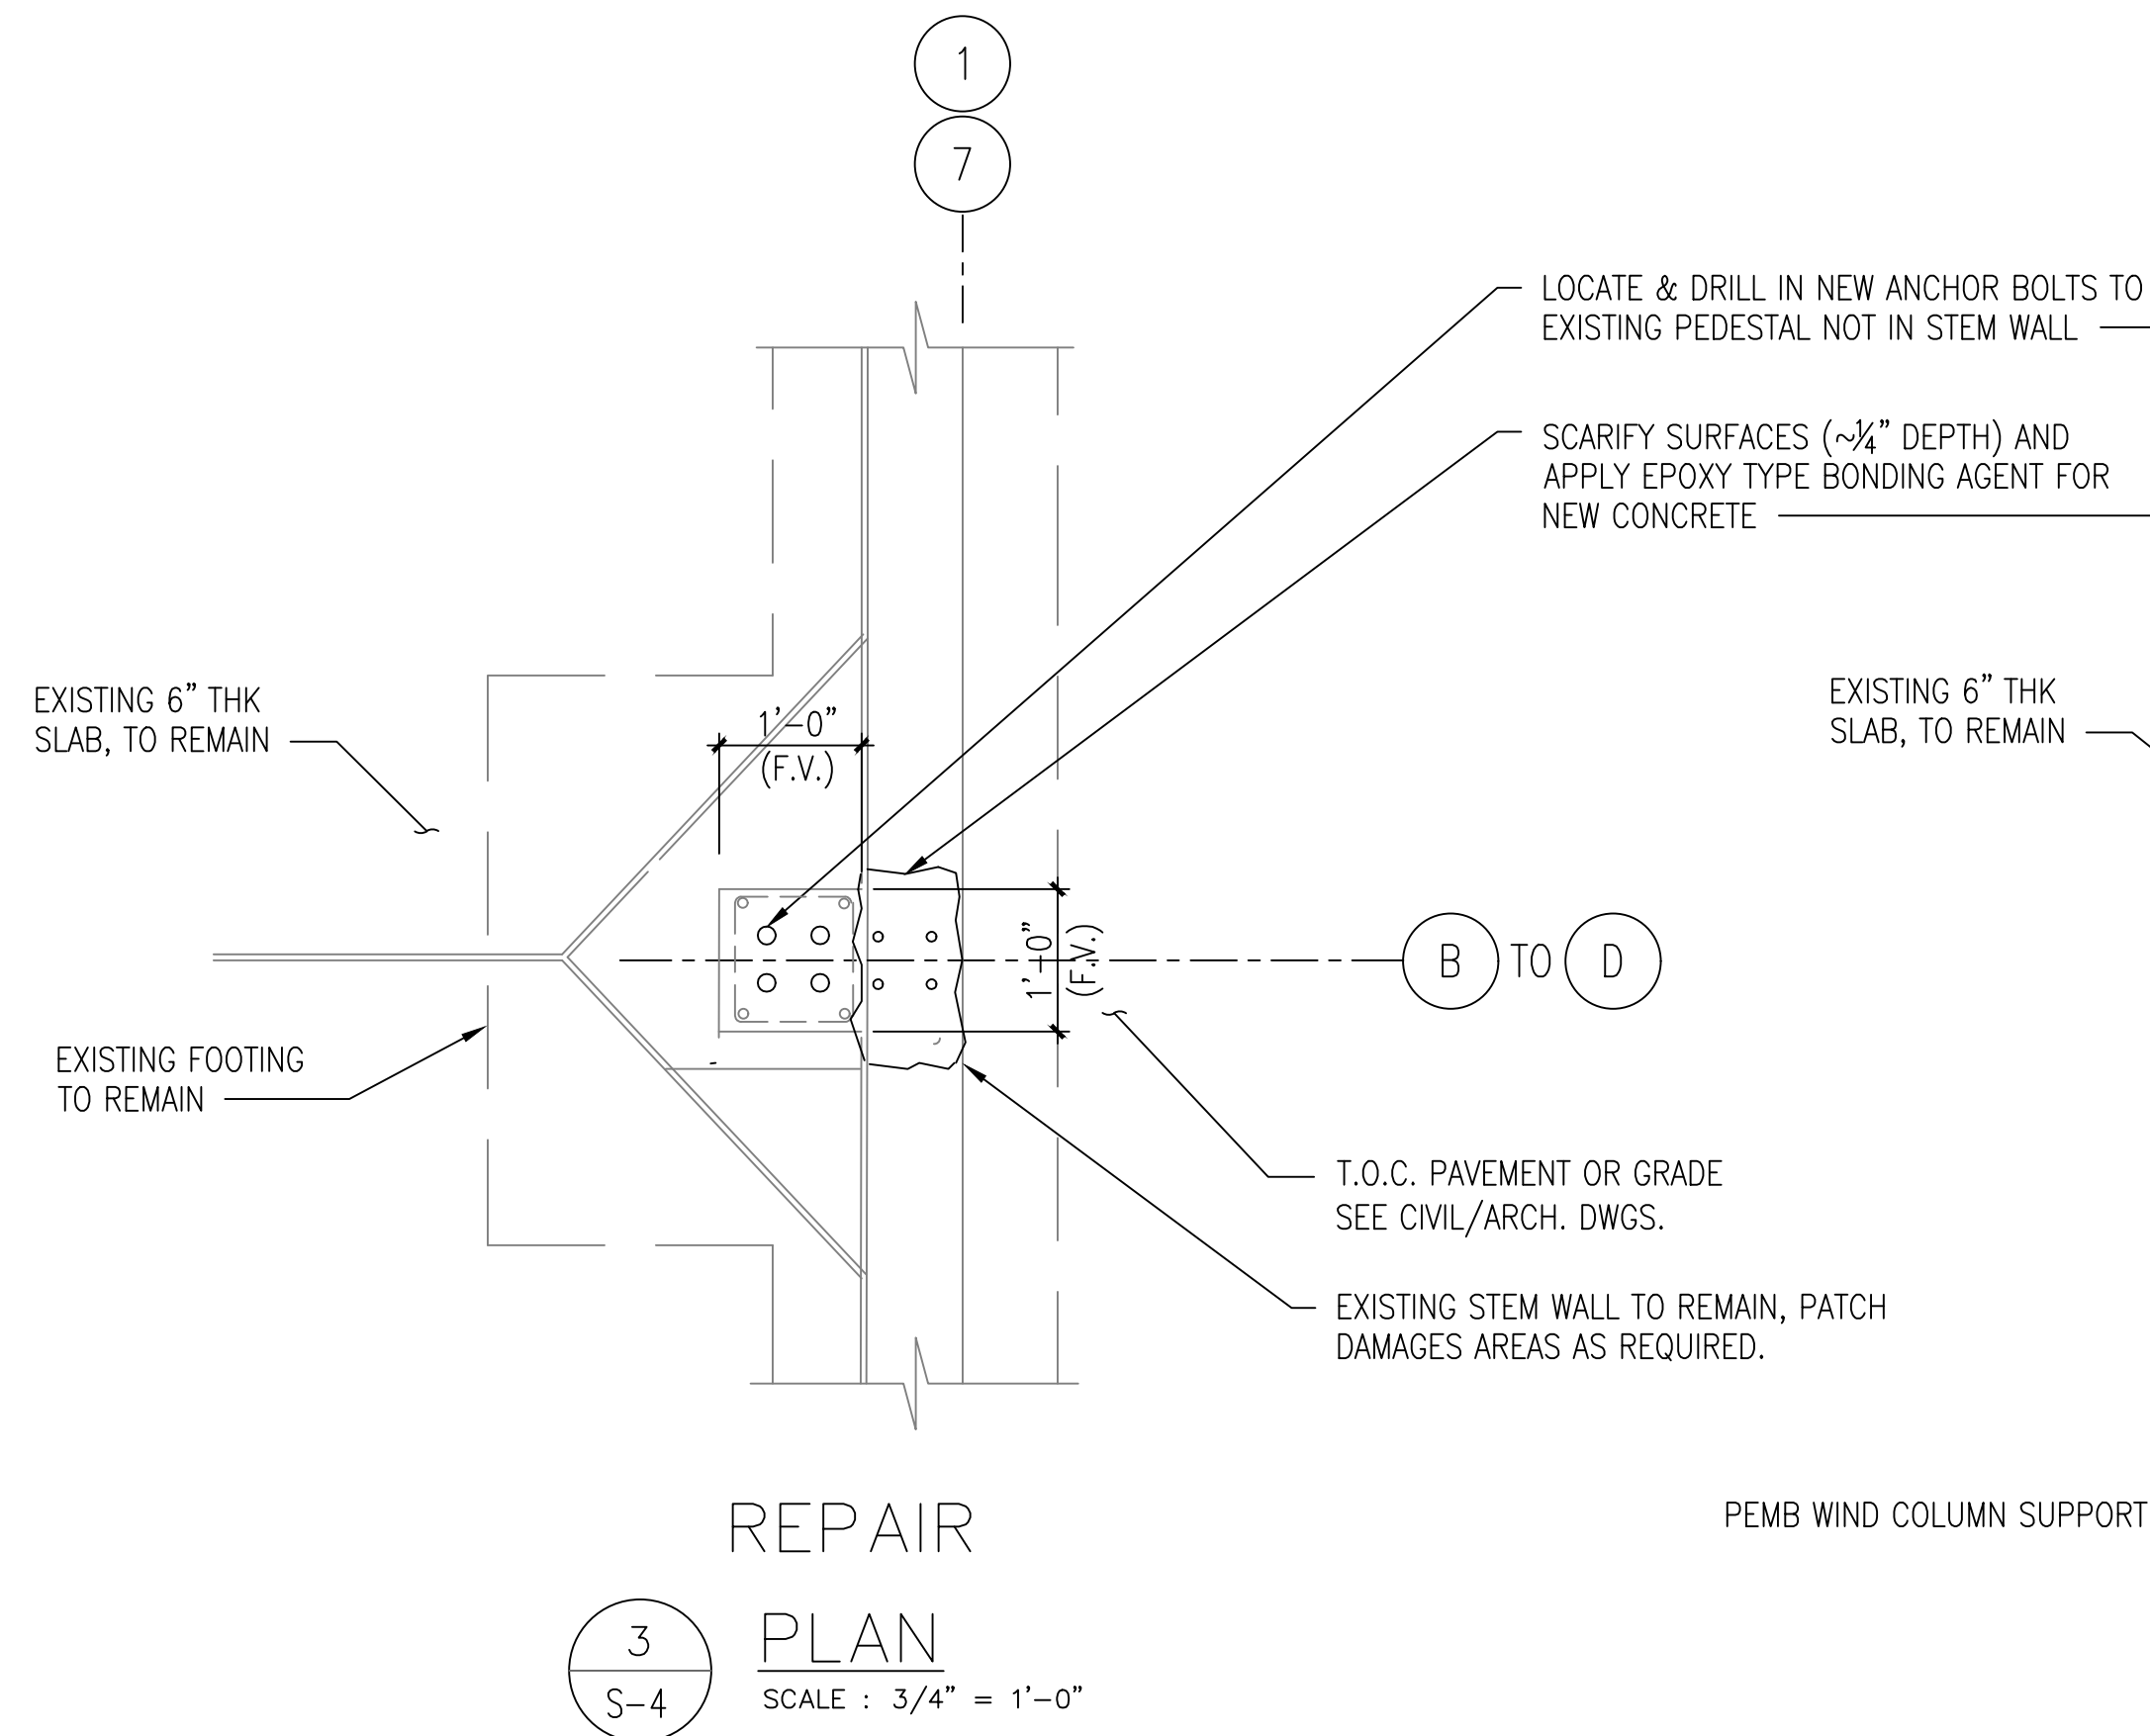 1
7
LOCATE & DRILL IN NEW ANCHOR BOLTS TO
EXISTING PEDESTAL NOT IN STEM WALL
SCARIFY SURFACES (~1/4" DEPTH) AND
APPLY EPOXY TYPE BONDING AGENT FOR
NEW CONCRETE
EXISTING 6" THK
SLAB, TO REMAIN
EXISTING 6" THK
SLAB, TO REMAIN
1'-0"
(F.V.)
1'-0"
(F.V.)
B TO D
EXISTING FOOTING
TO REMAIN
T.O.C. PAVEMENT OR GRADE
SEE CIVIL/ARCH. DWGS.
EXISTING STEM WALL TO REMAIN, PATCH
DAMAGES AREAS AS REQUIRED.
REPAIR
PEMB WIND COLUMN SUPPORT
3
S-4
PLAN
SCALE : 3/4" = 1'-0"